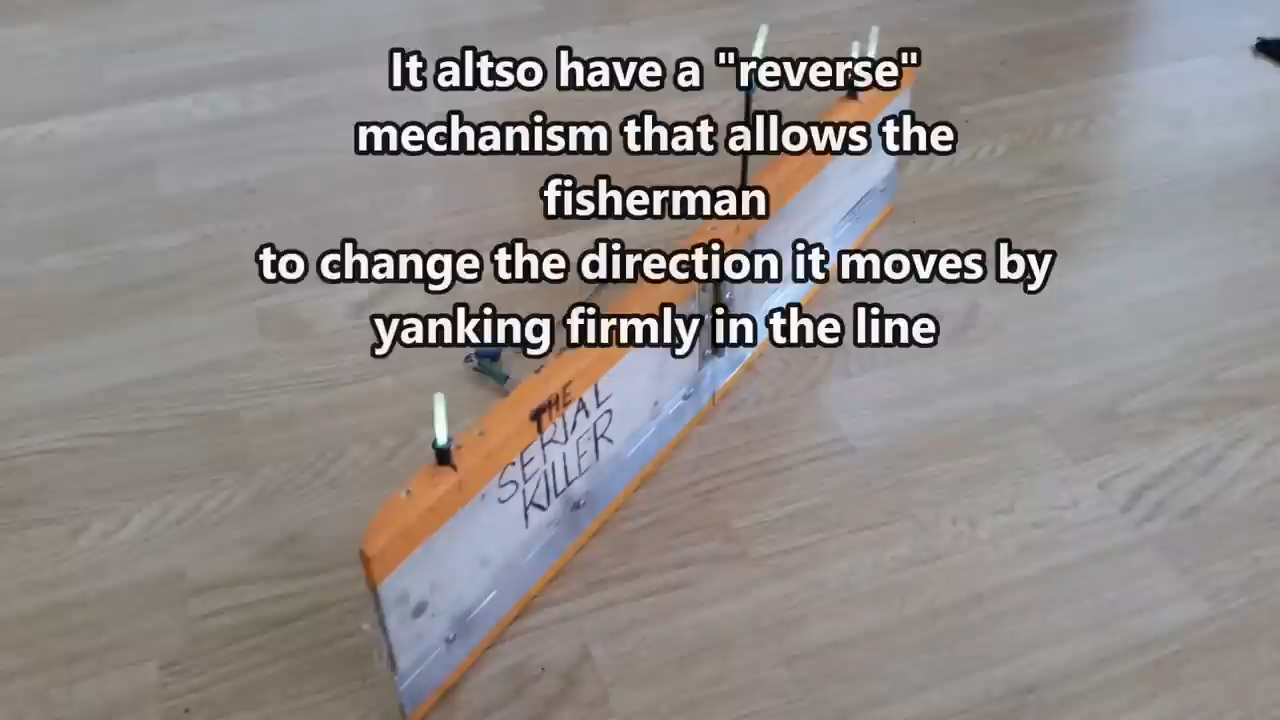 It altso have a "reverse"
mechanism that allows the
fisherman
to change the direction it moves by
yanking firmly in the line
THE
SERIAL
KILLER